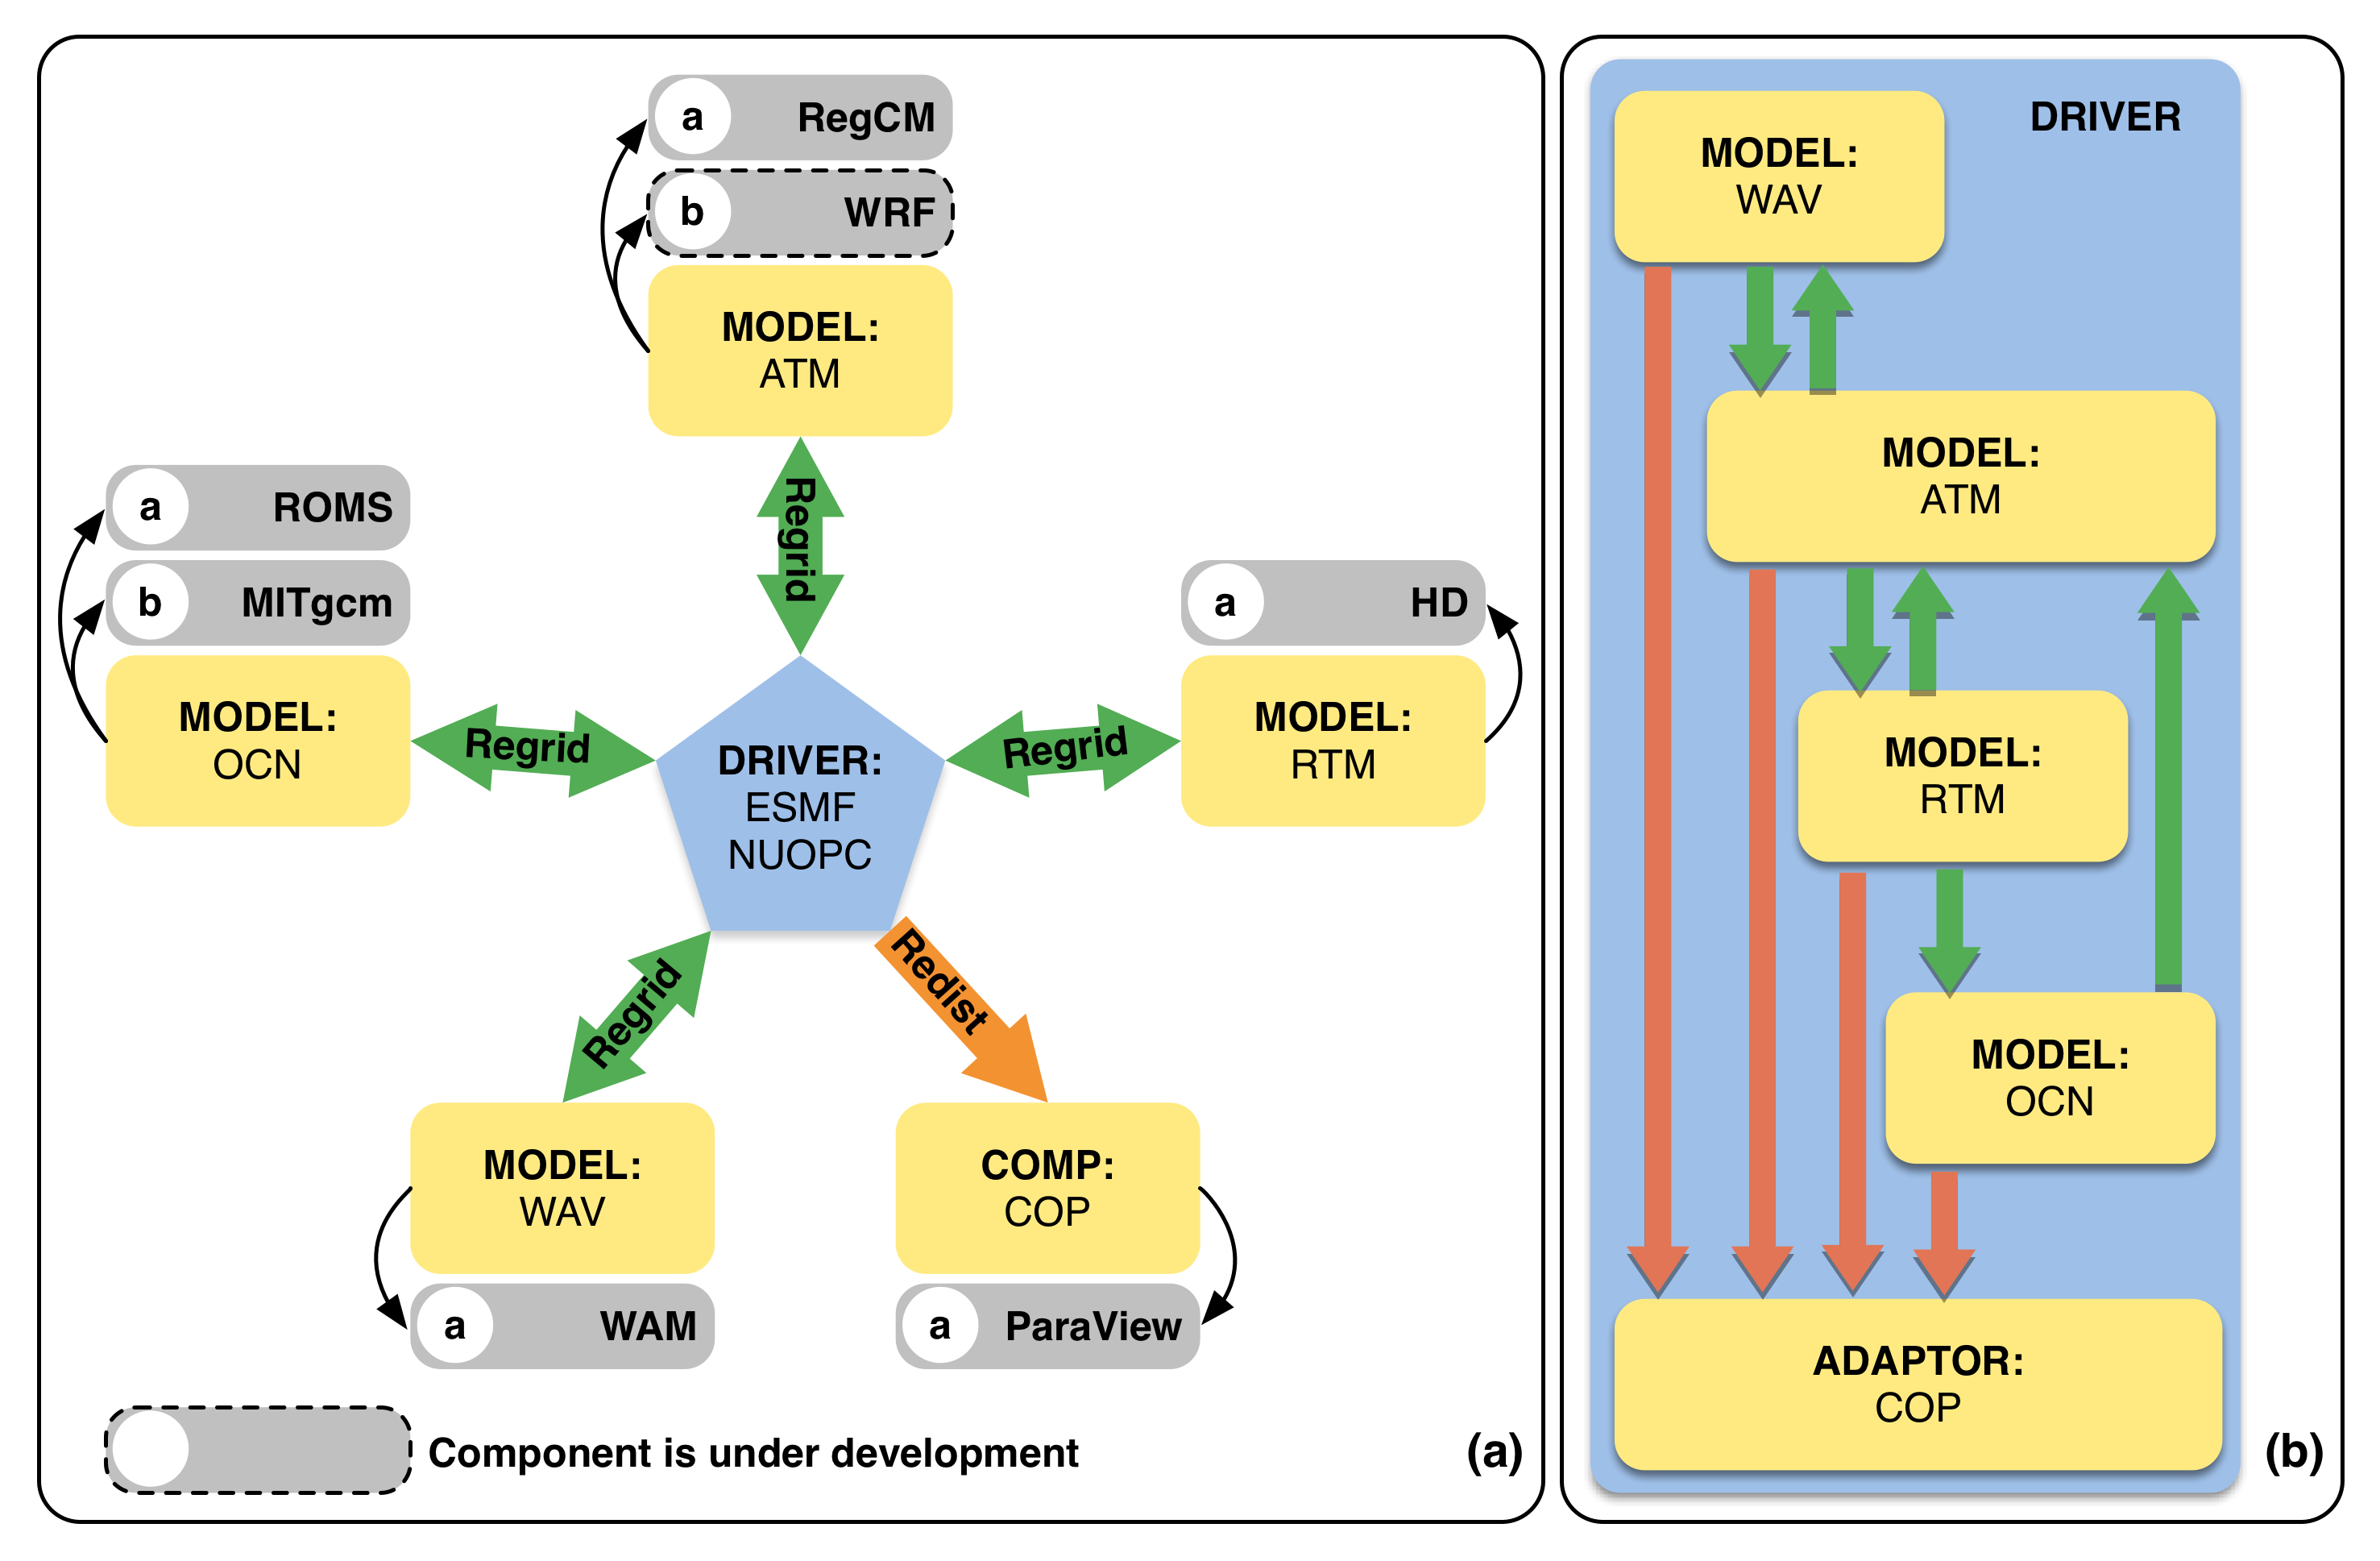 a RegCM
b WRF
MODEL:
ATM
Regrid
a ROMS
b MITgcm
MODEL:
OCN
Regrid
DRIVER:
ESMF
NUOPC
Regrid
a HD
MODEL:
RTM
Regrid
Redist
MODEL:
WAV
a WAM
COMP:
COP
a ParaView
Component is under development
(a)
DRIVER
MODEL:
WAV
MODEL:
ATM
MODEL:
RTM
MODEL:
OCN
ADAPTOR:
COP
(b)